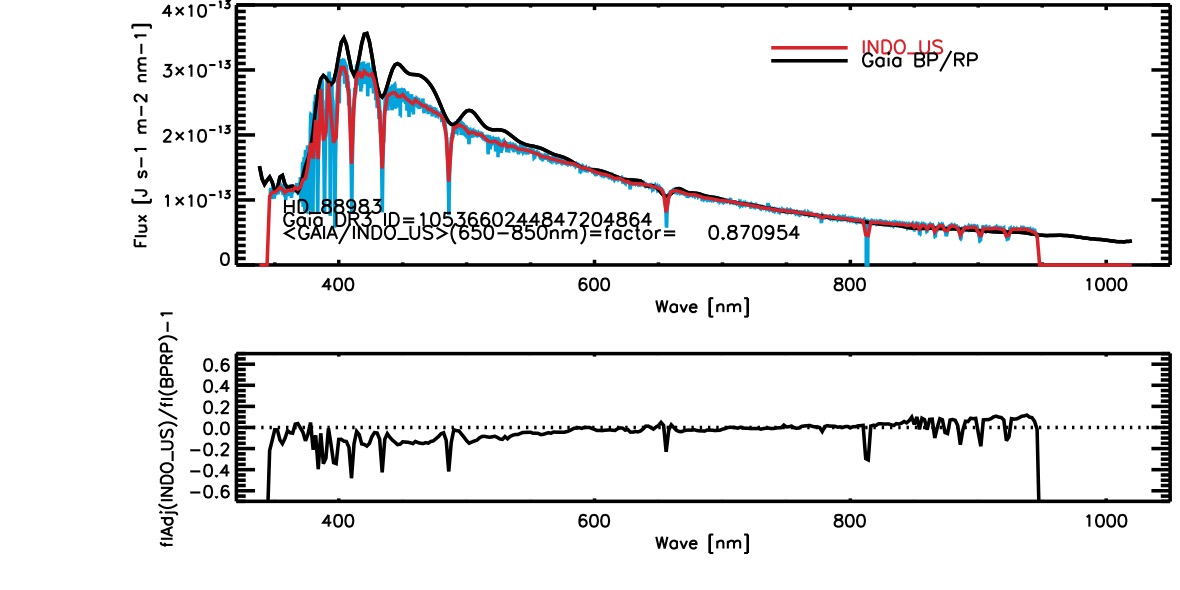 4×10−13
3×10−13
2×10−13
1×10−13
0
Flux [J s−1 m−2 nm−1]
INDO_US
Gaia BP/RP
HD_88983
Gaia DR3 ID=1053660244847204864
<GAIA/INDO_US>(650−850nm)=factor= 0.870954
400 600 800 1000
Wave [nm]
flAdj(INDO_US)/fl(BPRP)−1
0.6
0.4
0.2
0.0
−0.2
−0.4
−0.6
400 600 800 1000
Wave [nm]